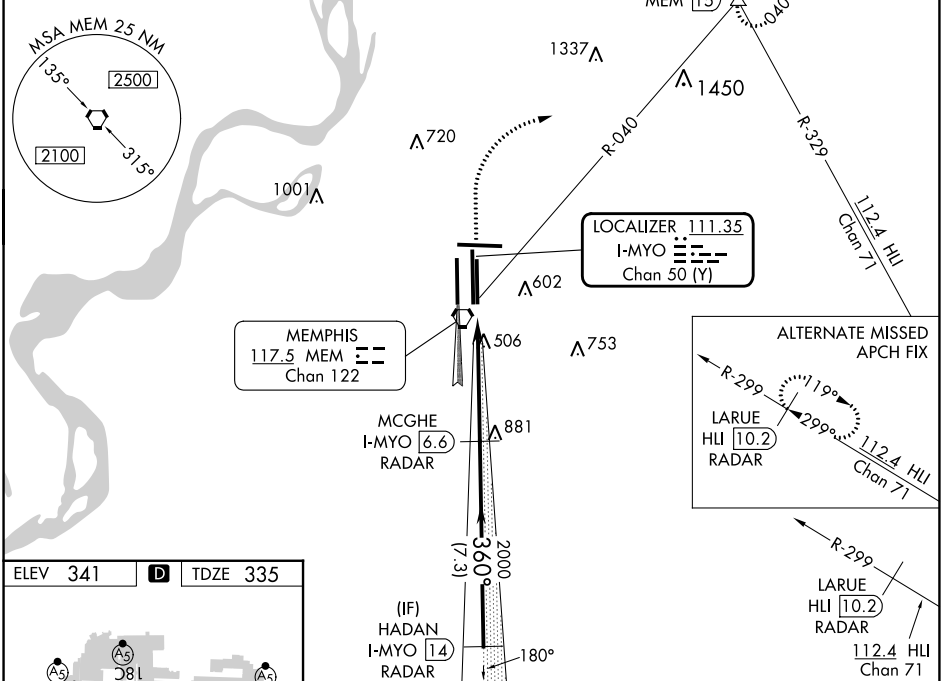 MEM 15
040
MSA MEM 25 NM
135°
2500
2100
315°
1337
1450
720
1001
R-040
R-329
112.4 HLI
Chan 71
LOCALIZER 111.35
I-MYO
Chan 50 (Y)
602
MEMPHIS
117.5 MEM
Chan 122
506
753
MCGHE
I-MYO 6.6
RADAR
881
ALTERNATE MISSED
APCH FIX
R-299
119°
299°
LARUE
HLI 10.2
RADAR
112.4 HLI
Chan 71
360°
2000
(7.3)
(IF)
HADAN
I-MYO 14
RADAR
180°
R-299
LARUE
HLI 10.2
RADAR
112.4 HLI
Chan 71
ELEV 341 D TDZE 335
A5
A5
18C
A5